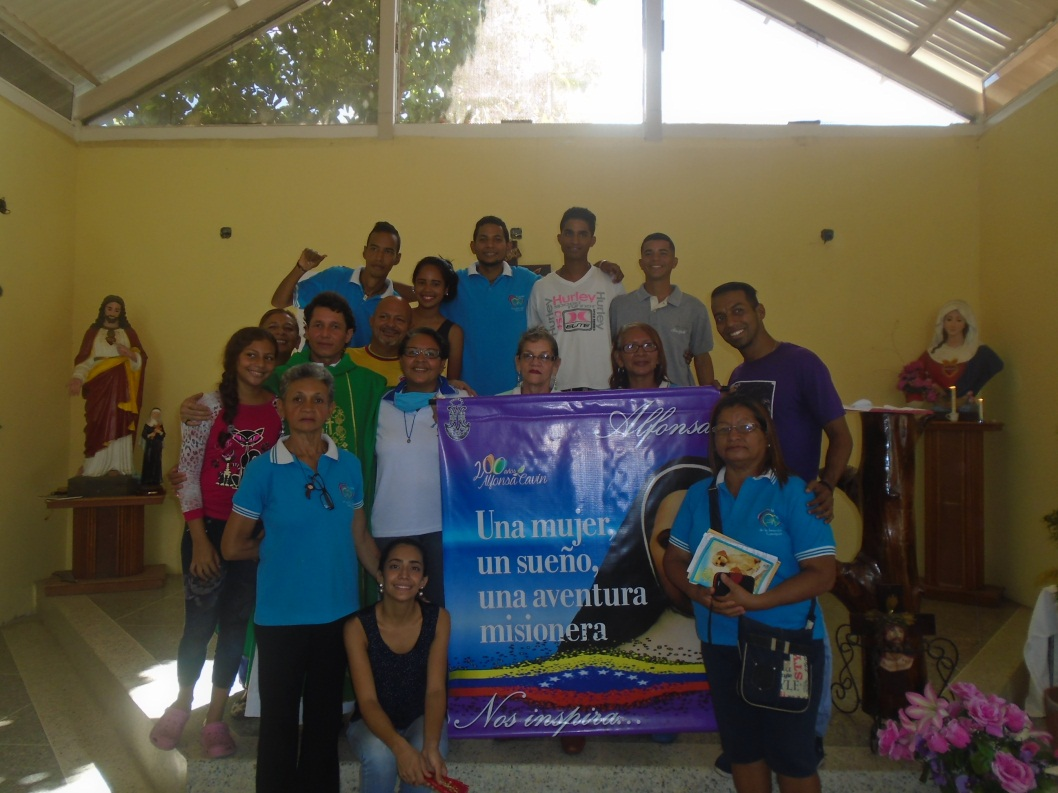 Hurley
Alfonsa
200 años
Alfonsa Cavin
Una mujer,
un sueño,
una aventura
misionera
Nos inspira...